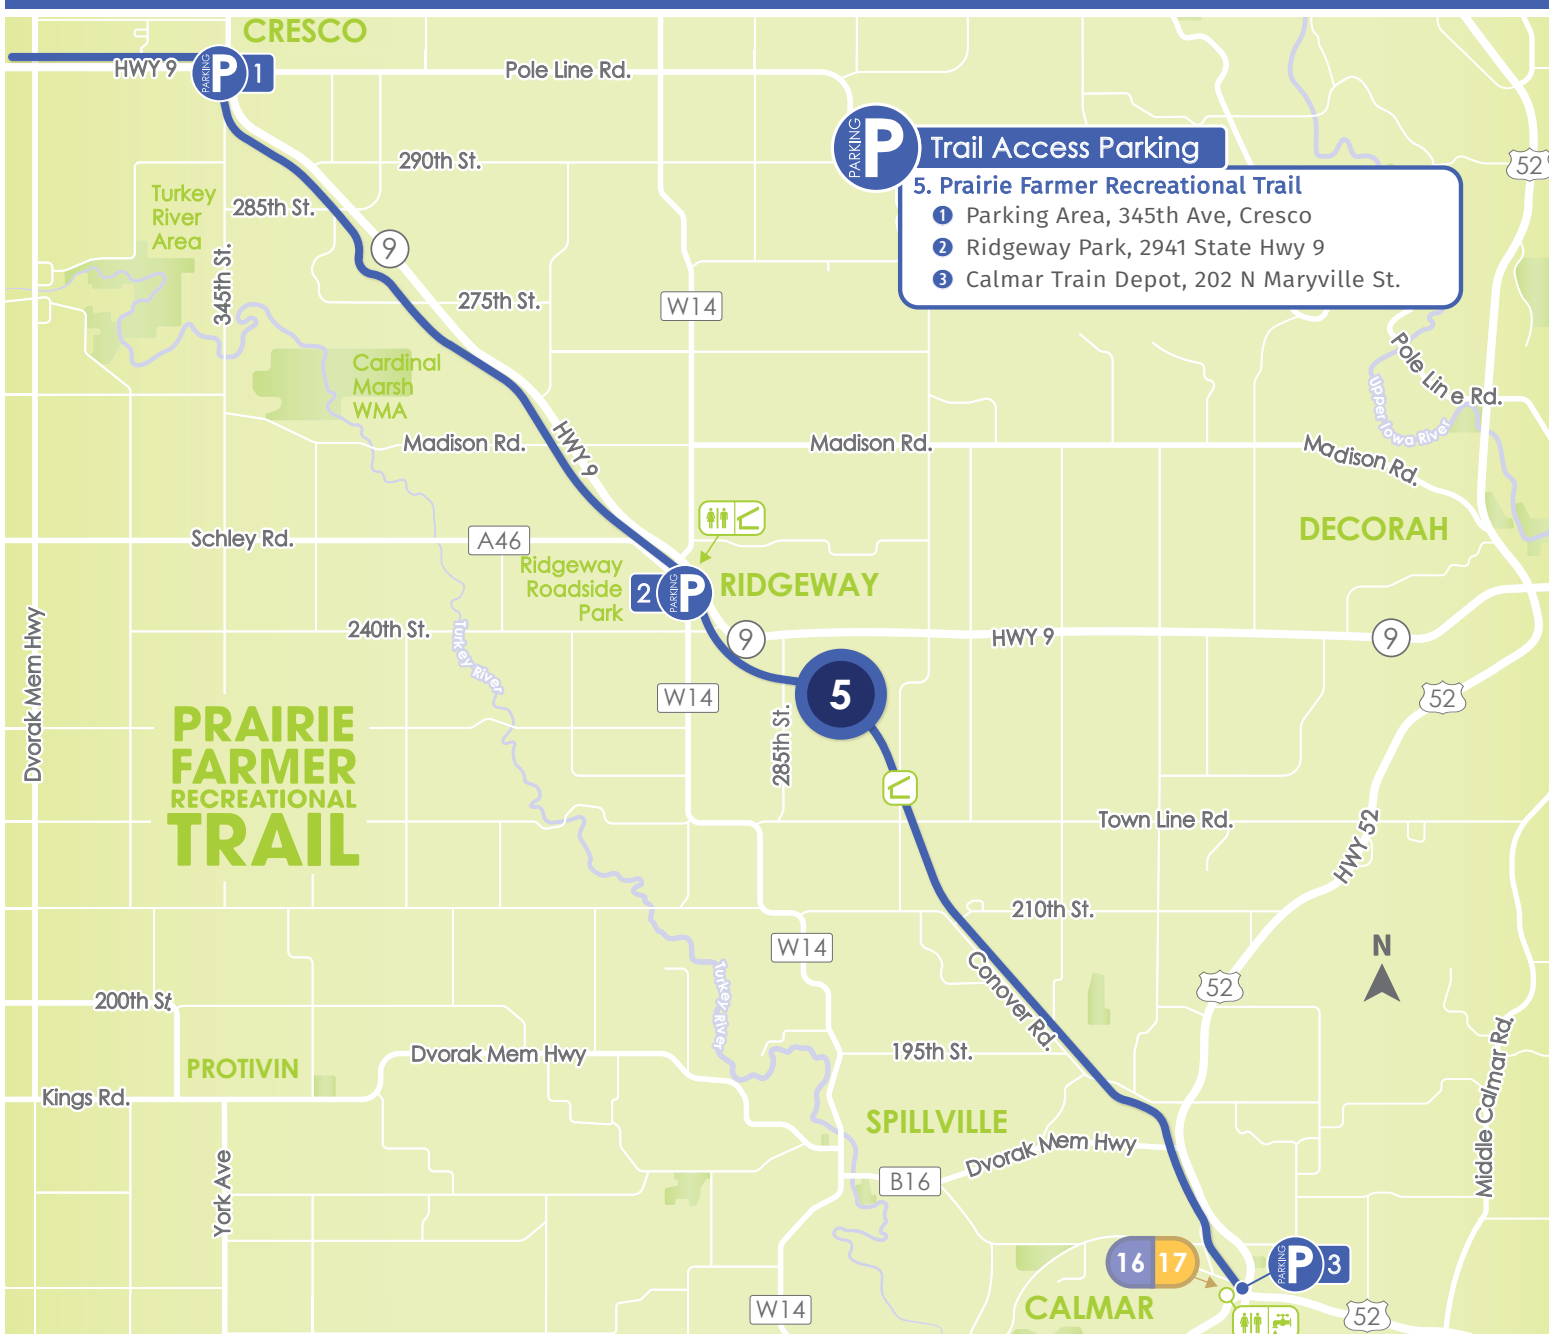 CRESCO
HWY 9
PARKING
P
1
Pole Line Rd.
PARKING
P
Trail Access Parking
5. Prairie Farmer Recreational Trail
1 Parking Area, 345th Ave, Cresco
2 Ridgeway Park, 2941 State Hwy 9
3 Calmar Train Depot, 202 N Maryville St.
52
290th St.
Turkey
River
Area
285th St.
345th St.
9
275th St.
W14
Cardinal
Marsh
WMA
Pole Line Rd.
Upper Iowa River
Madison Rd.
HWY 9
Madison Rd.
Madison Rd.
DECORAH
Schley Rd.
A46
Ridgeway
Roadside
Park
2
PARKING
P
RIDGEWAY
240th St.
Turkey River
9
HWY 9
9
Dvorak Mem Hwy
W14
5
52
285th St.
PRAIRIE
FARMER
RECREATIONAL
TRAIL
Town Line Rd.
HWY 52
210th St.
W14
N
Conover Rd.
52
Turkey River
200th St.
PROTIVIN
Dvorak Mem Hwy
195th St.
Kings Rd.
SPILLVILLE
Dvorak Mem Hwy
Middle Calmar Rd.
York Ave
B16
16
17
PARKING
P
3
CALMAR
W14
52